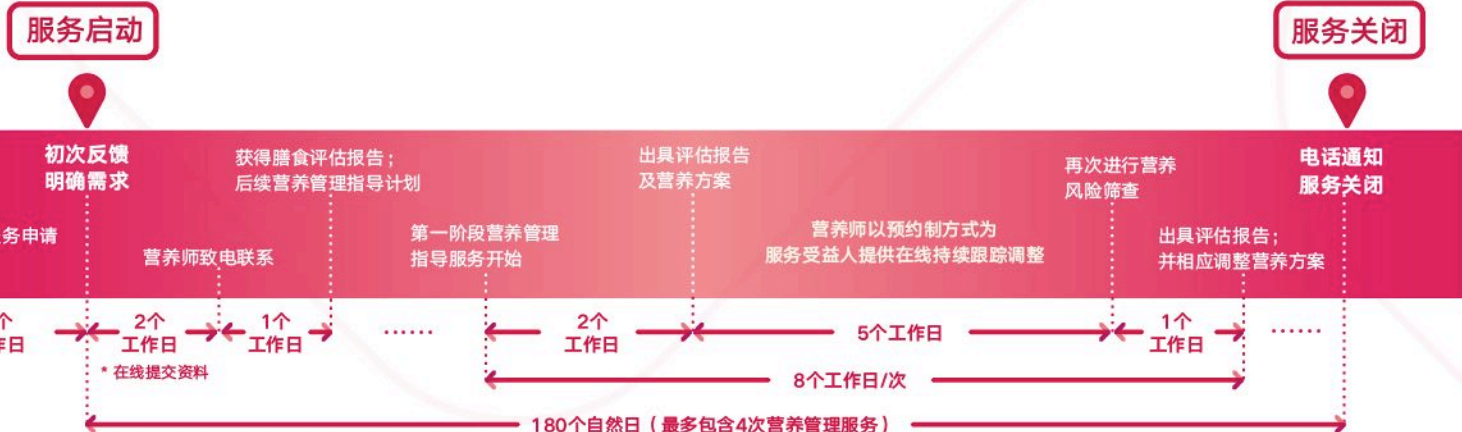 服务启动
服务关闭
初次反馈
明确需求
获得膳食评估报告；
后续营养管理指导计划
出具评估报告
及营养方案
再次进行营养
风险筛查
电话通知
服务关闭
务申请
营养师致电联系
第一阶段营养管理
指导服务开始
营养师以预约制方式为
服务受益人提供在线持续跟踪调整
出具评估报告；
并相应调整营养方案
个
作日
2个
工作日
1个
工作日
······
2个
工作日
5个工作日
1个
工作日
······
* 在线提交资料
8个工作日/次
180个自然日（最多包含4次营养管理服务）